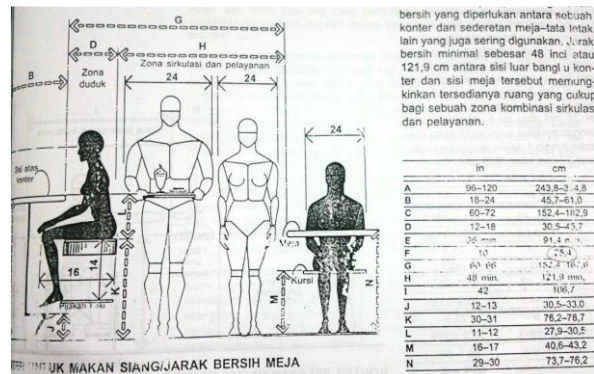 G
D
H
B
Zona duduk
Zona sirkulasi dan pelayanan
24
24
24
Sisi atas
L
16
14
K
J
Meja
Kursi
M
N
UNTUK MAKAN SIANG/JARAK BERSIH MEJA
bersih yang diperlukan antara sebuah
konter dan sederetan meja–tata letak
lain yang juga sering digunakan. Jarak
bersih minimal sebesar 48 inci atau
121,9 cm antara sisi luar bangku kon-
ter dan sisi meja tersebut memung-
kinkan tersedianya ruang yang cukup
bagi sebuah zona kombinasi sirkulasi
dan pelayanan.
in cm
A 96–120
B 18–24 45,7–61,0
C 60–72 152,4–182,9
D 12–18 30,5–45,7
E 36 min.
F 10 25,4
G
H 48 min. 121,9 min.
I 42 106,7
J 12–13 30,5–33,0
K 30–31 76,2–78,7
L 11–12 27,9–30,5
M 16–17 40,6–43,2
N 29–30 73,7–76,2